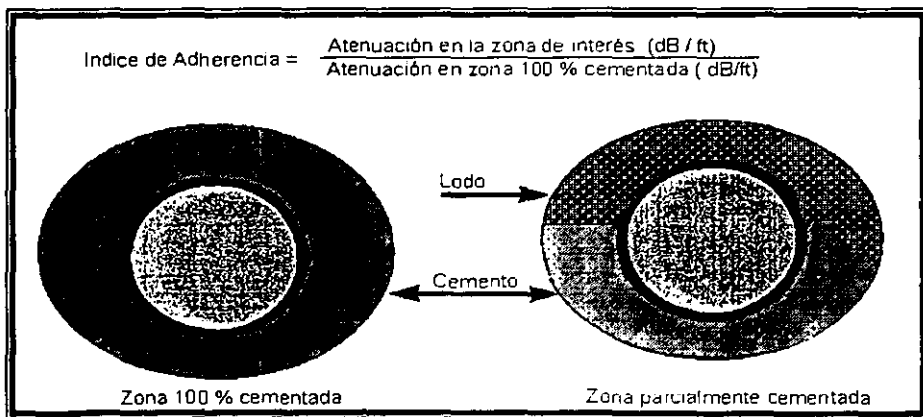 Indice de Adherencia = Atenuación en la zona de interés (dB / ft)
Atenuación en zona 100 % cementada ( dB/ft)
Lodo
Cemento
Zona 100 % cementada
Zona parcialmente cementada